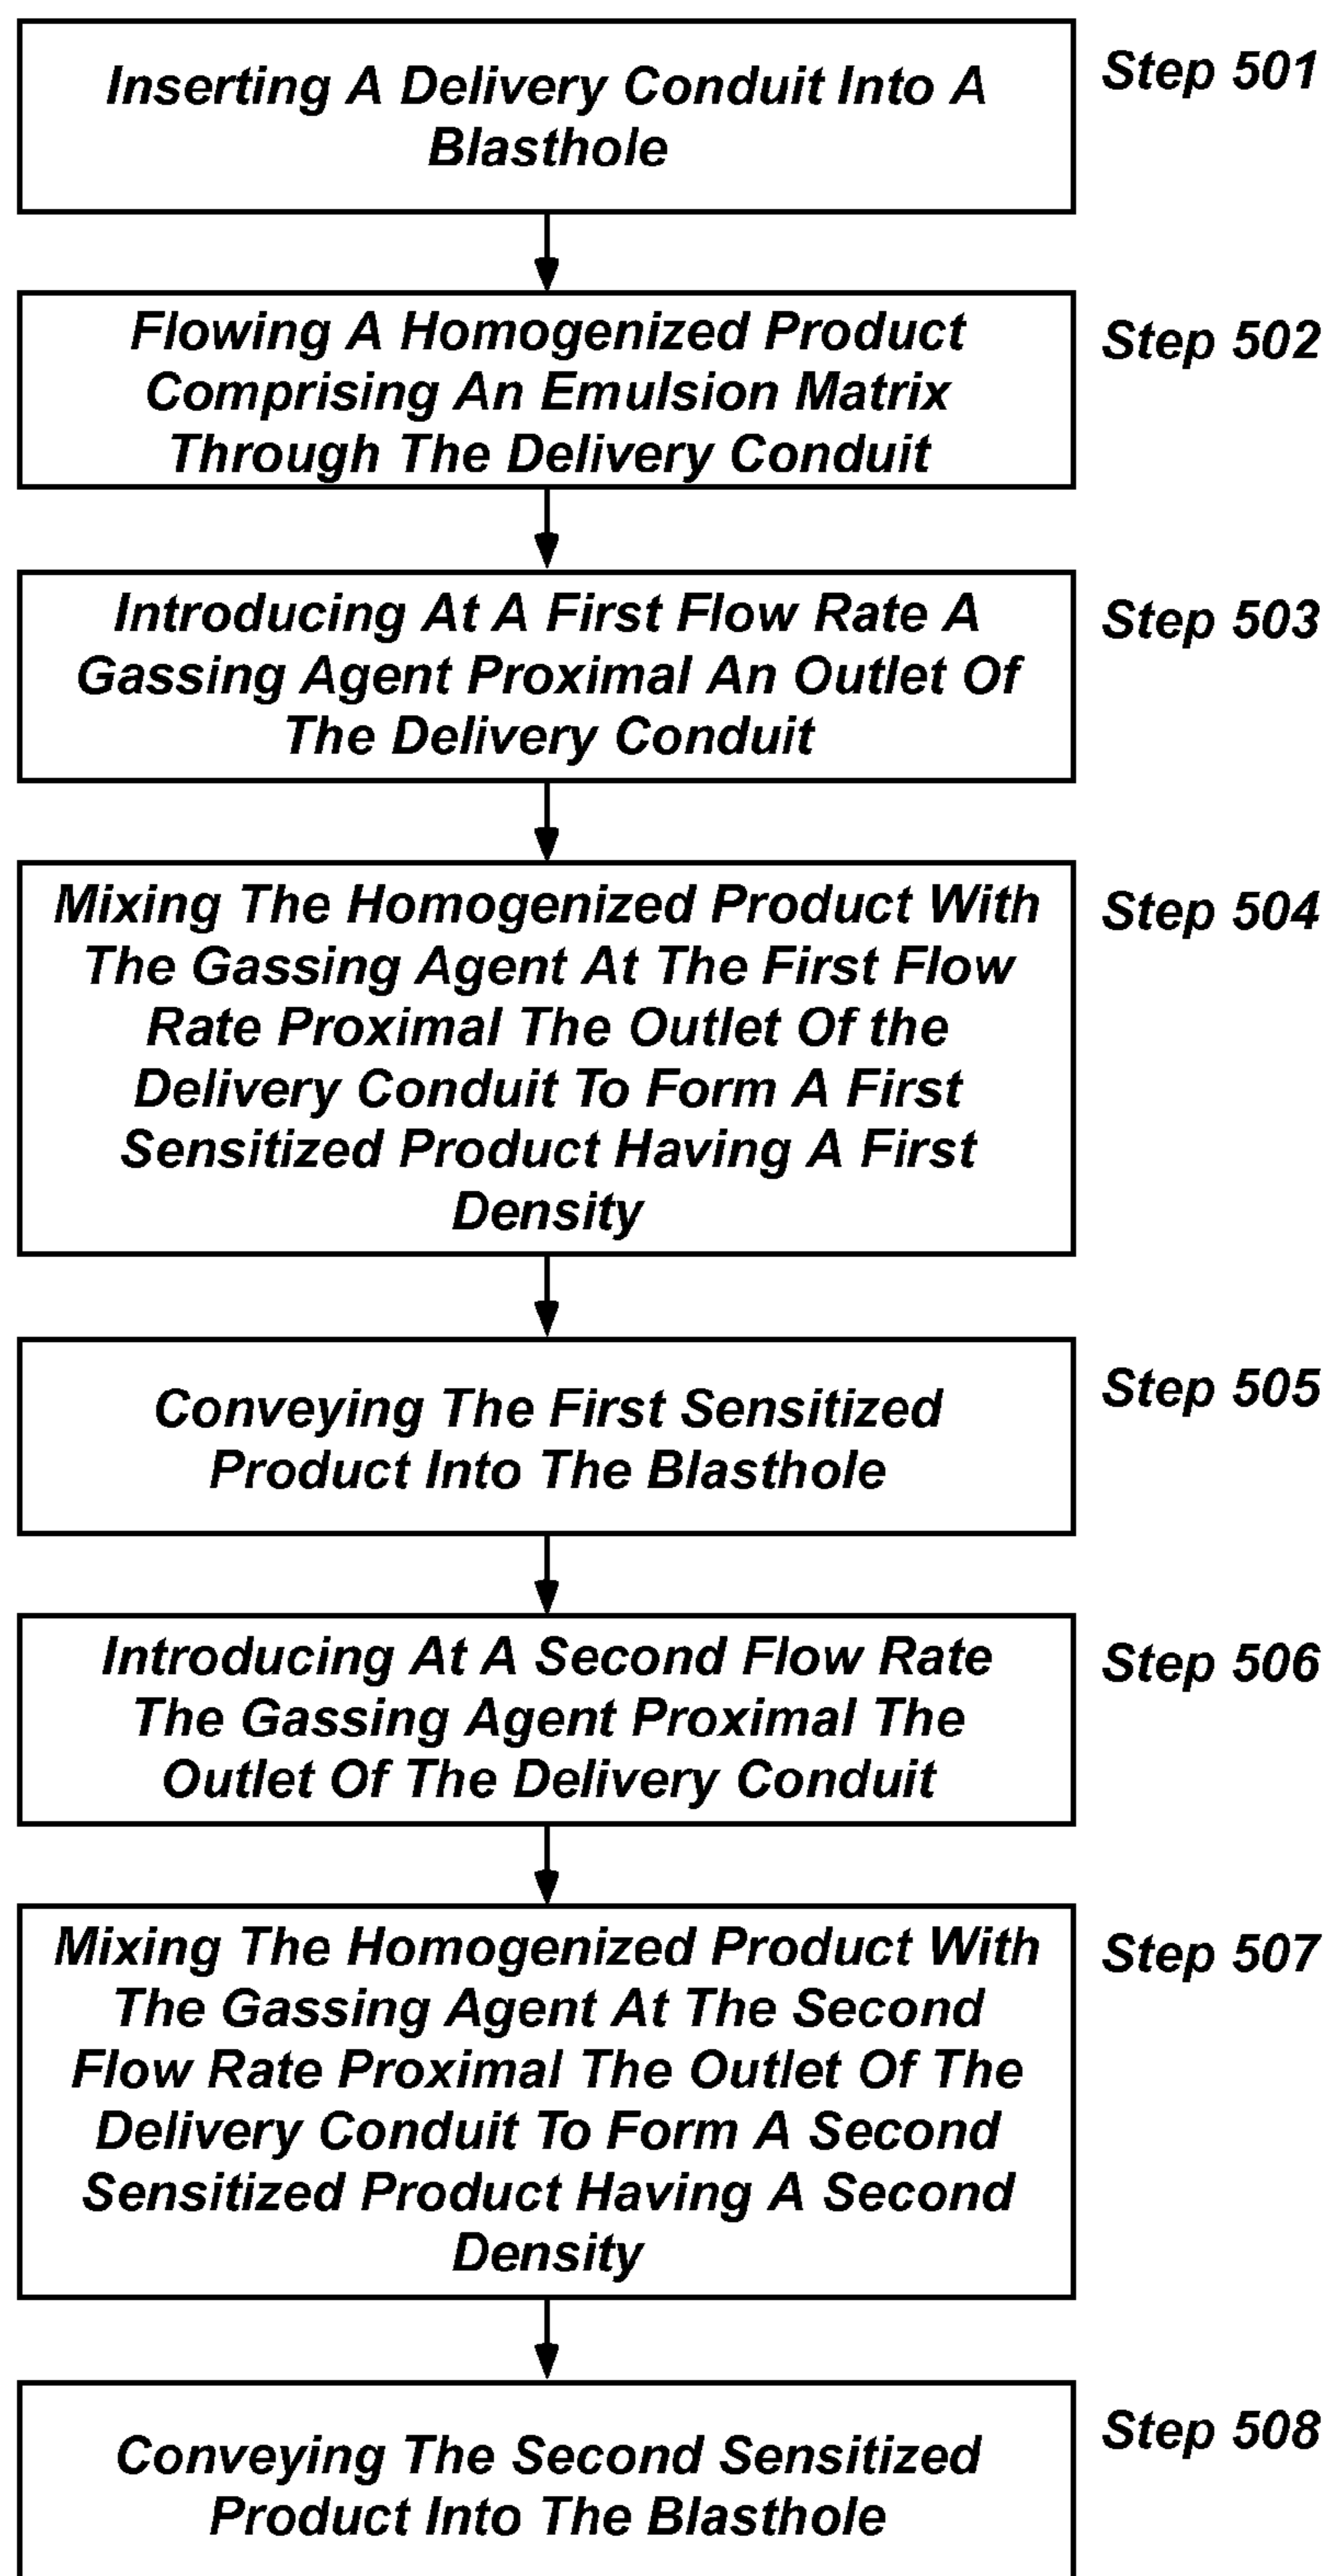 Inserting A Delivery Conduit Into A
Blasthole
Step 501
Flowing A Homogenized Product
Comprising An Emulsion Matrix
Through The Delivery Conduit
Step 502
Introducing At A First Flow Rate A
Gassing Agent Proximal An Outlet Of
The Delivery Conduit
Step 503
Mixing The Homogenized Product With
The Gassing Agent At The First Flow
Rate Proximal The Outlet Of the
Delivery Conduit To Form A First
Sensitized Product Having A First
Density
Step 504
Conveying The First Sensitized
Product Into The Blasthole
Step 505
Introducing At A Second Flow Rate
The Gassing Agent Proximal The
Outlet Of The Delivery Conduit
Step 506
Mixing The Homogenized Product With
The Gassing Agent At The Second
Flow Rate Proximal The Outlet Of The
Delivery Conduit To Form A Second
Sensitized Product Having A Second
Density
Step 507
Conveying The Second Sensitized
Product Into The Blasthole
Step 508